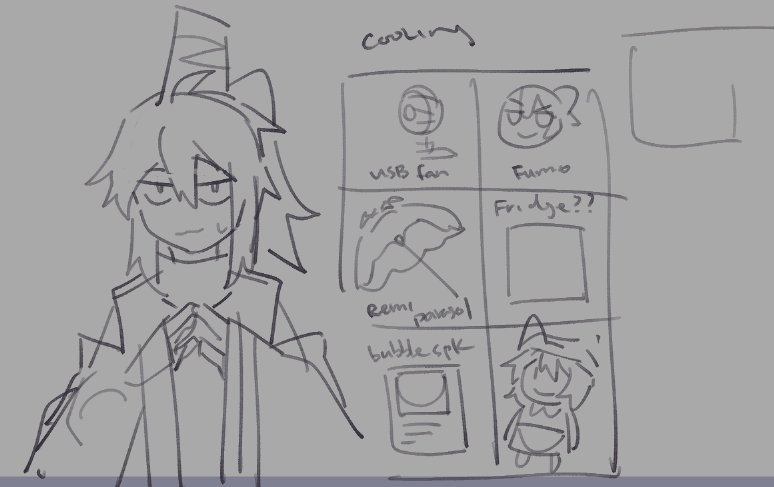 Cooling
USB fan
Fumo
Fridge??
Remi parasol
bubble spk